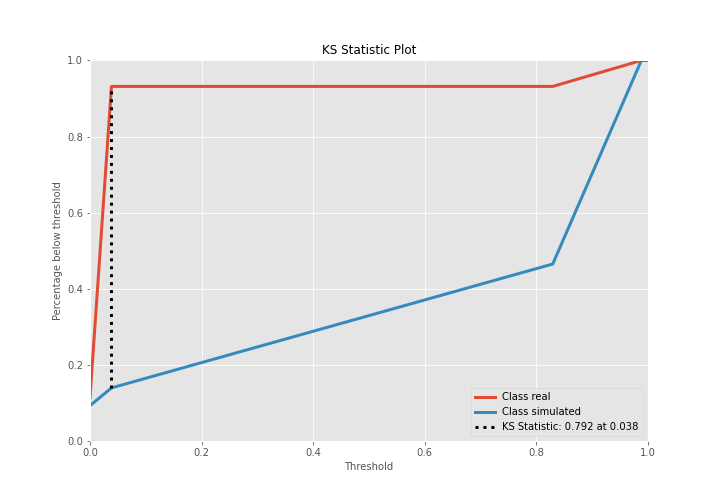 KS Statistic Plot
1.0
0.8
0.6
0.4
0.2
0.0
Percentage below threshold
0.0 0.2 0.4 0.6 0.8 1.0
Threshold
Class real
Class simulated
KS Statistic: 0.792 at 0.038